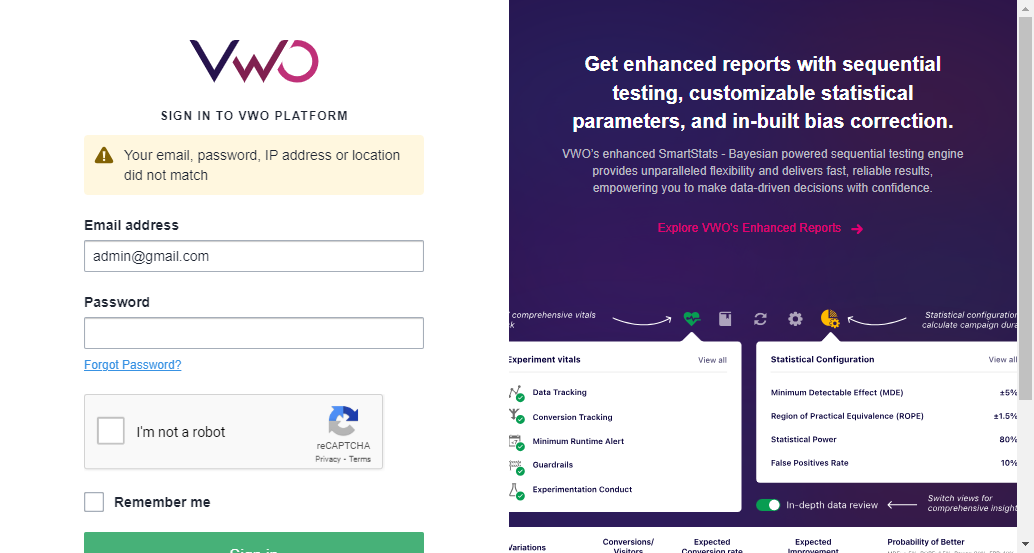 VWO
SIGN IN TO VWO PLATFORM
Your email, password, IP address or location
did not match
Email address
admin@gmail.com
Password
Forgot Password?
I'm not a robot
reCAPTCHA
Privacy - Terms
Remember me
Sign in
Get enhanced reports with sequential
testing, customizable statistical
parameters, and in-built bias correction.
VWO's enhanced SmartStats - Bayesian powered sequential testing engine
provides unparalleled flexibility and delivers fast, reliable results,
empowering you to make data-driven decisions with confidence.
Explore VWO's Enhanced Reports
comprehensive vitals
Statistical configuration
calculate campaign dura
Experiment vitals
View all
Data Tracking
Conversion Tracking
Minimum Runtime Alert
Guardrails
Experimentation Conduct
Statistical Configuration
View all
Minimum Detectable Effect (MDE)
±5%
Region of Practical Equivalence (ROPE)
±1.5%
Statistical Power
80%
False Positives Rate
10%
In-depth data review
Switch views for
comprehensive insight
Variations
Conversions/
Visitors
Expected
Conversion rate
Expected
Improvement
Probability of Better